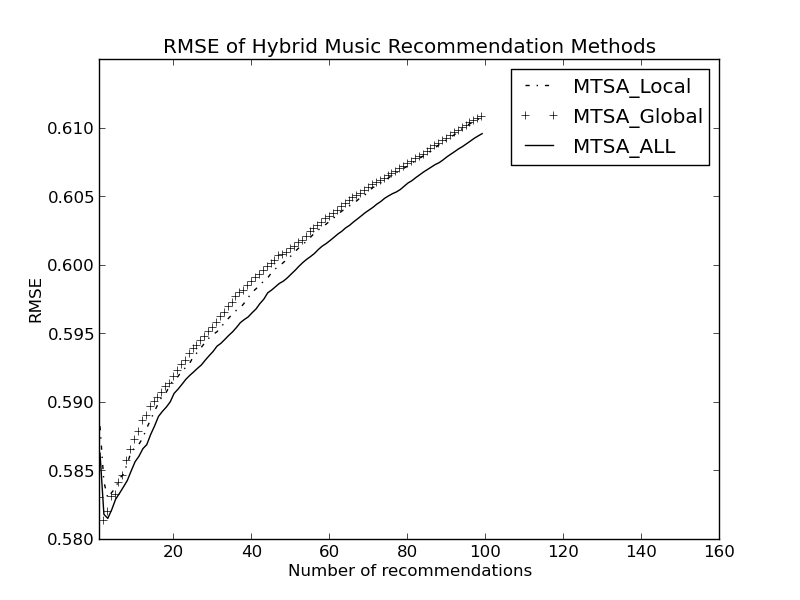 RMSE of Hybrid Music Recommendation Methods
MTSA_Local
MTSA_Global
MTSA_ALL
0.610
0.605
0.600
0.595
0.590
0.585
0.580
RMSE
20 40 60 80 100 120 140 160
Number of recommendations